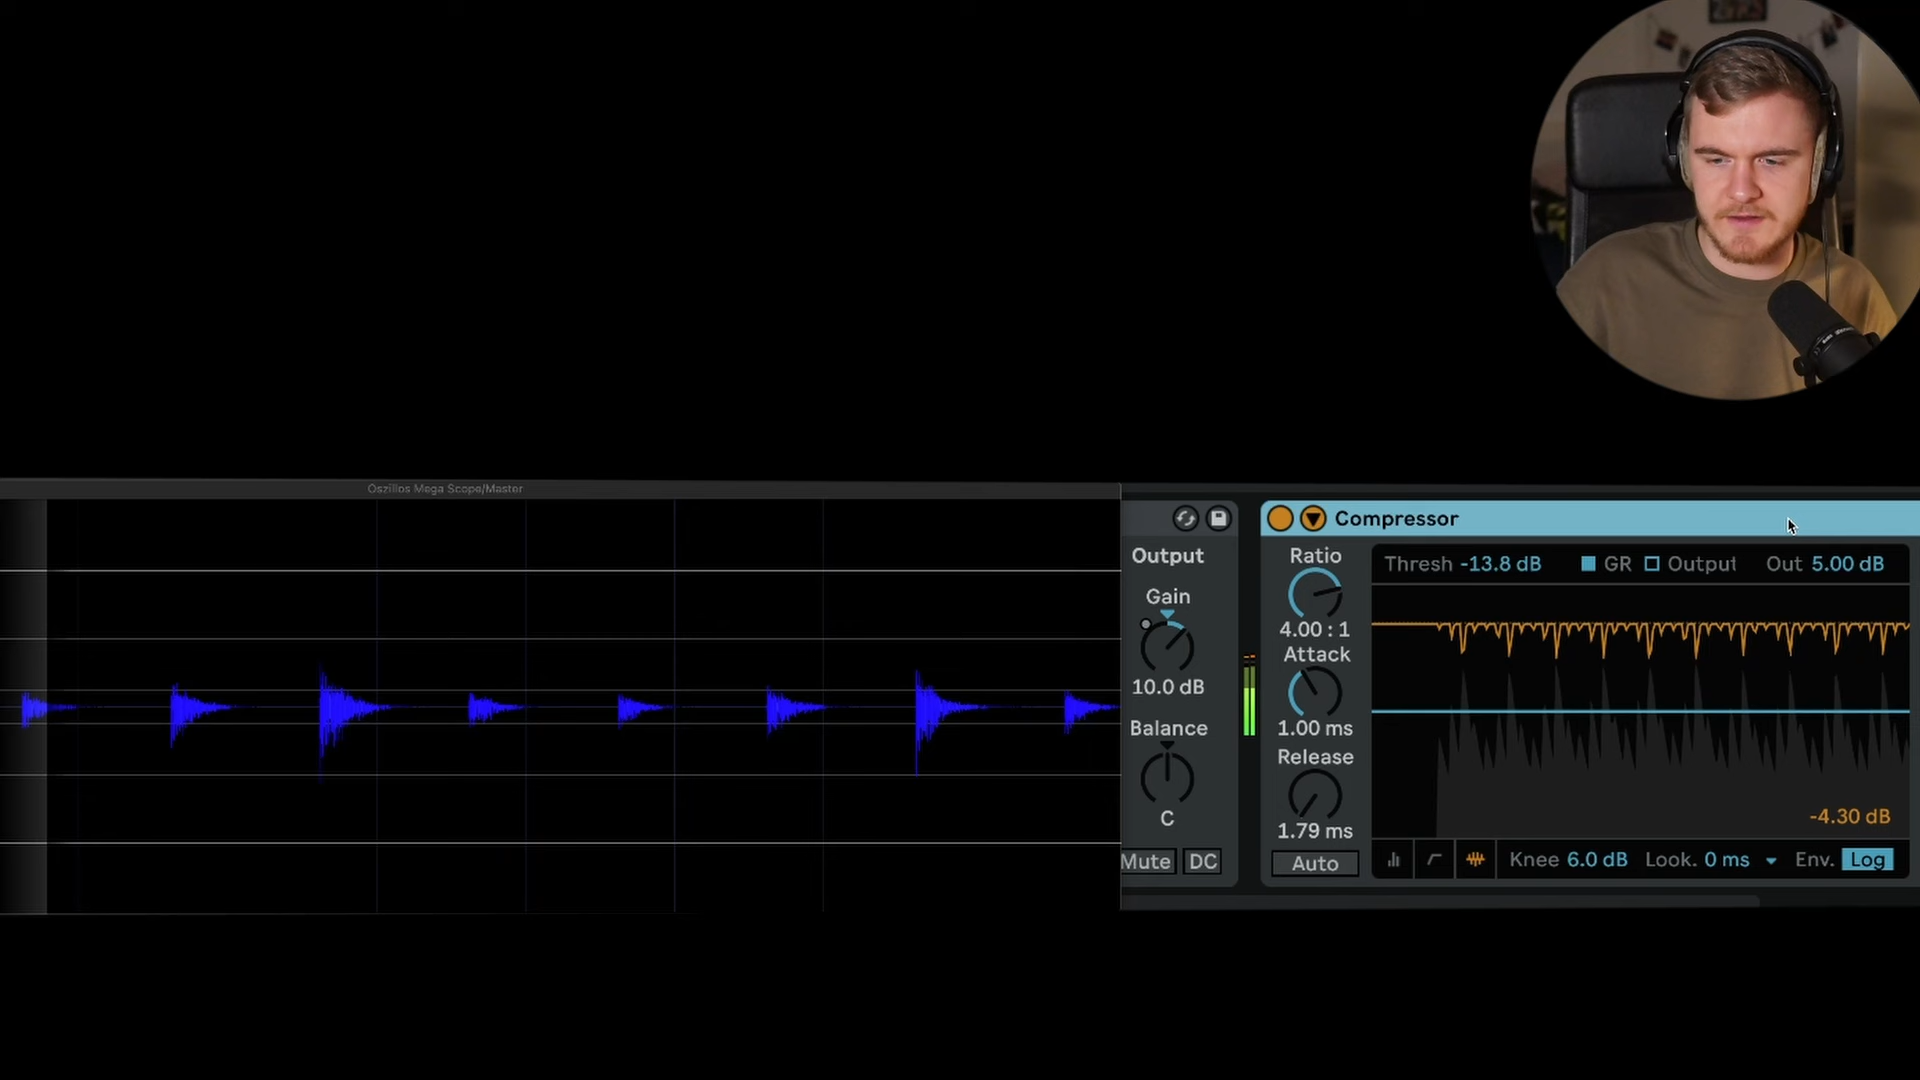 Oszillos Mega Scope/Master
Output
Gain
10.0 dB
Balance
C
Mute DC
Compressor
Ratio
4.00 : 1
Attack
1.00 ms
Release
1.79 ms
Auto
Thresh -13.8 dB GR Output Out 5.00 dB
-4.30 dB
Knee 6.0 dB Look. 0 ms Env. Log